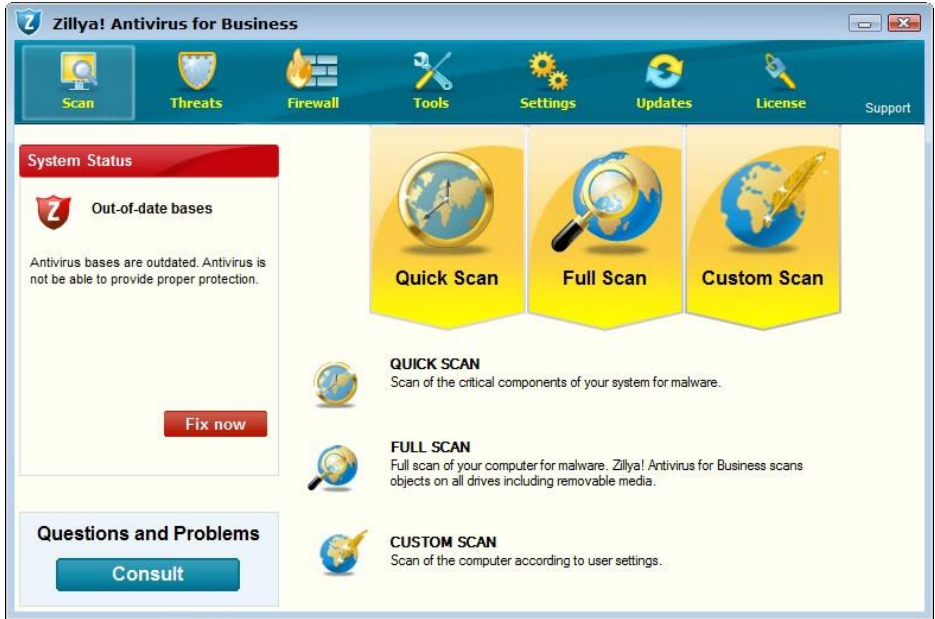 Zillya! Antivirus for Business
Scan
Threats
Firewall
Tools
Settings
Updates
License
Support
System Status
Out-of-date bases
Antivirus bases are outdated. Antivirus is
not be able to provide proper protection.
Fix now
Questions and Problems
Consult
Quick Scan
Full Scan
Custom Scan
QUICK SCAN
Scan of the critical components of your system for malware.
FULL SCAN
Full scan of your computer for malware. Zillya! Antivirus for Business scans
objects on all drives including removable media.
CUSTOM SCAN
Scan of the computer according to user settings.